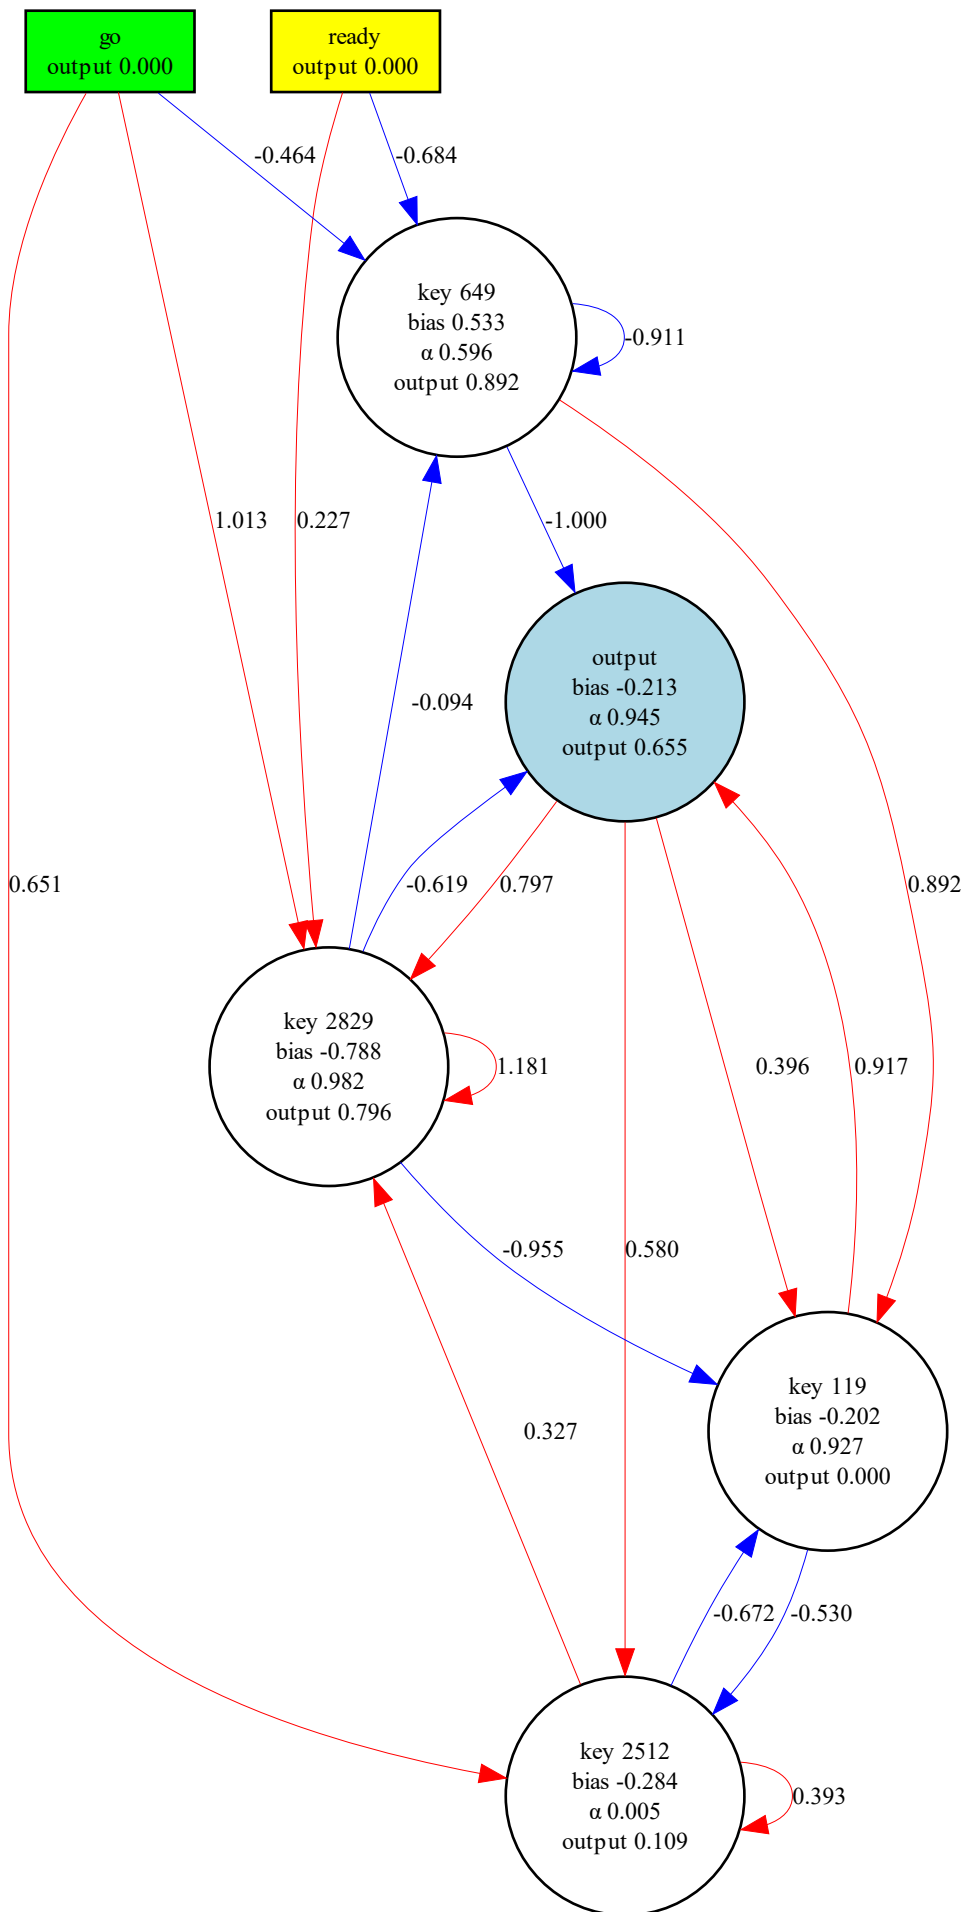 go
output 0.000
ready
output 0.000
-0.464
-0.684
key 649
bias 0.533
α 0.596
output 0.892
-0.911
1.013
0.227
-1.000
output
bias -0.213
α 0.945
output 0.655
-0.094
0.651
-0.619
0.797
0.892
key 2829
bias -0.788
α 0.982
output 0.796
1.181
0.396
0.917
-0.955
0.580
key 119
bias -0.202
α 0.927
output 0.000
0.327
-0.672
-0.530
key 2512
bias -0.284
α 0.005
output 0.109
0.393